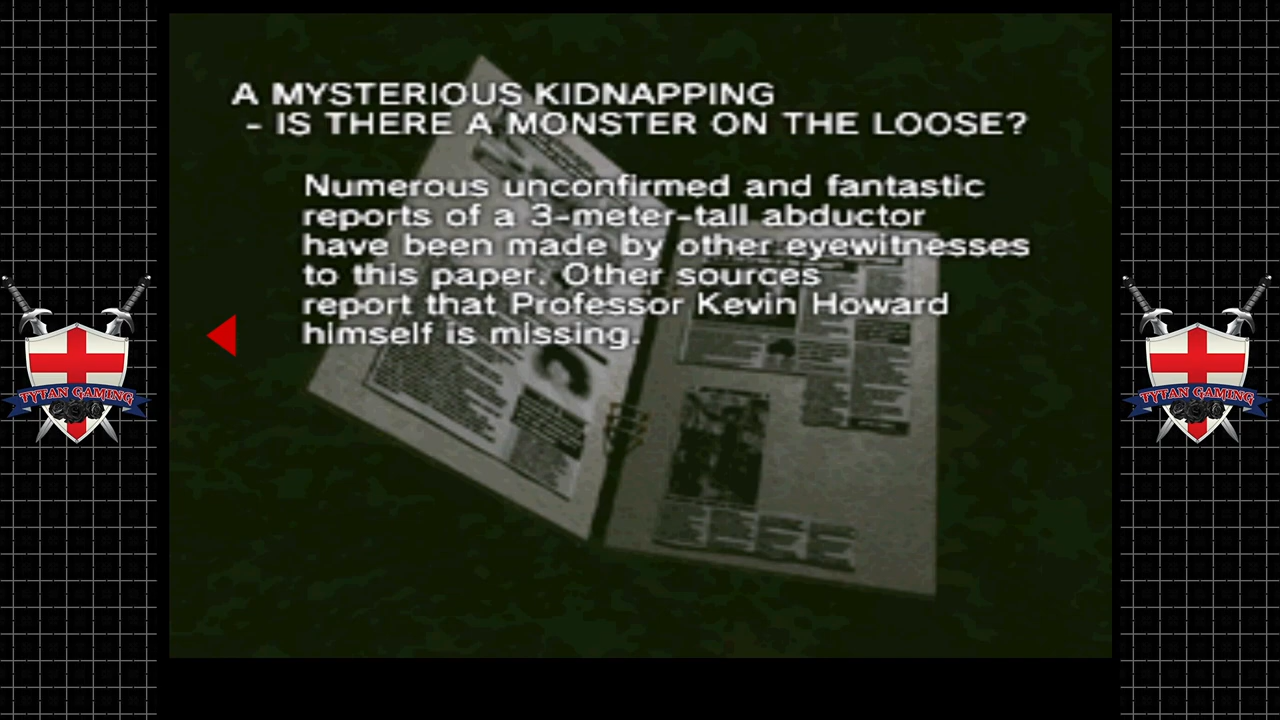 A MYSTERIOUS KIDNAPPING
- IS THERE A MONSTER ON THE LOOSE?
Numerous unconfirmed and fantastic
reports of a 3-meter-tall abductor
have been made by other eyewitnesses
to this paper. Other sources
report that Professor Kevin Howard
himself is missing.
TYTAN GAMING
TYTAN GAMING